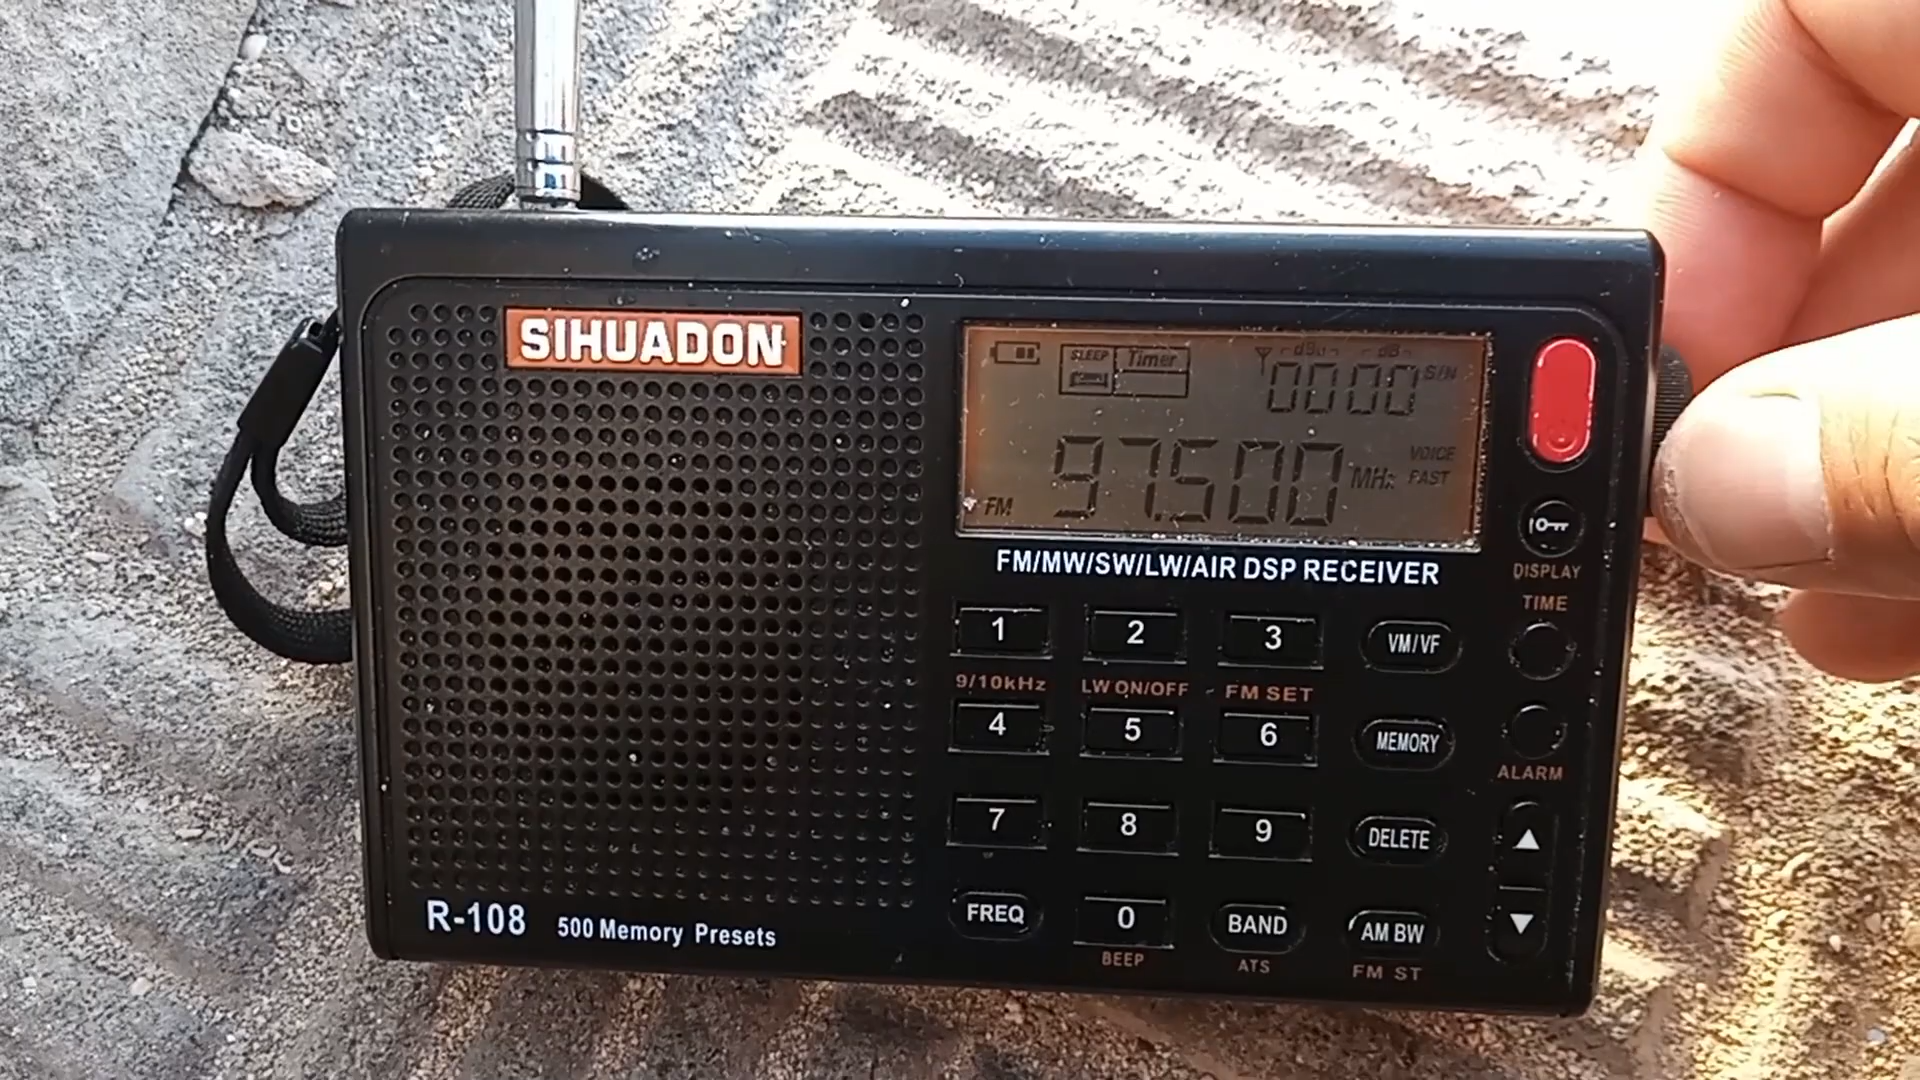 SIHUADON
SLEEP Timer
dBu dB
0000 S/N
97.500 MHz
VOICE
FAST
FM
FM/MW/SW/LW/AIR DSP RECEIVER
DISPLAY
TIME
1 2 3 VM/VF
9/10kHz LW ON/OFF FM SET
4 5 6 MEMORY
ALARM
7 8 9 DELETE
FREQ 0 BAND AM BW
BEEP ATS FM ST
R-108 500 Memory Presets